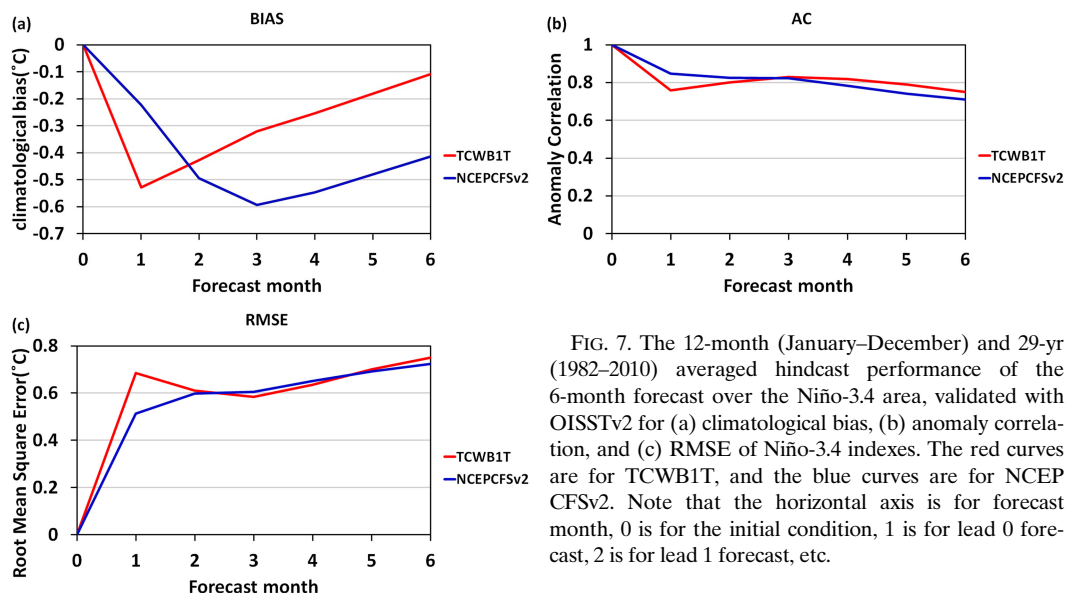 (a)
BIAS
climatological bias(˚C)
0
-0.1
-0.2
-0.3
-0.4
-0.5
-0.6
-0.7
0 1 2 3 4 5 6
Forecast month
TCWB1T
NCEPCFSv2
(b)
AC
Anomaly Correlation
1
0.8
0.6
0.4
0.2
0
0 1 2 3 4 5 6
Forecast month
TCWB1T
NCEPCFSv2
(c)
RMSE
Root Mean Square Error(˚C)
0.8
0.6
0.4
0.2
0
0 1 2 3 4 5 6
Forecast month
TCWB1T
NCEPCFSv2
FIG. 7. The 12-month (January–December) and 29-yr
(1982–2010) averaged hindcast performance of the
6-month forecast over the Niño-3.4 area, validated with
OISSTv2 for (a) climatological bias, (b) anomaly correla-
tion, and (c) RMSE of Niño-3.4 indexes. The red curves
are for TCWB1T, and the blue curves are for NCEP
CFSv2. Note that the horizontal axis is for forecast
month, 0 is for the initial condition, 1 is for lead 0 fore-
cast, 2 is for lead 1 forecast, etc.